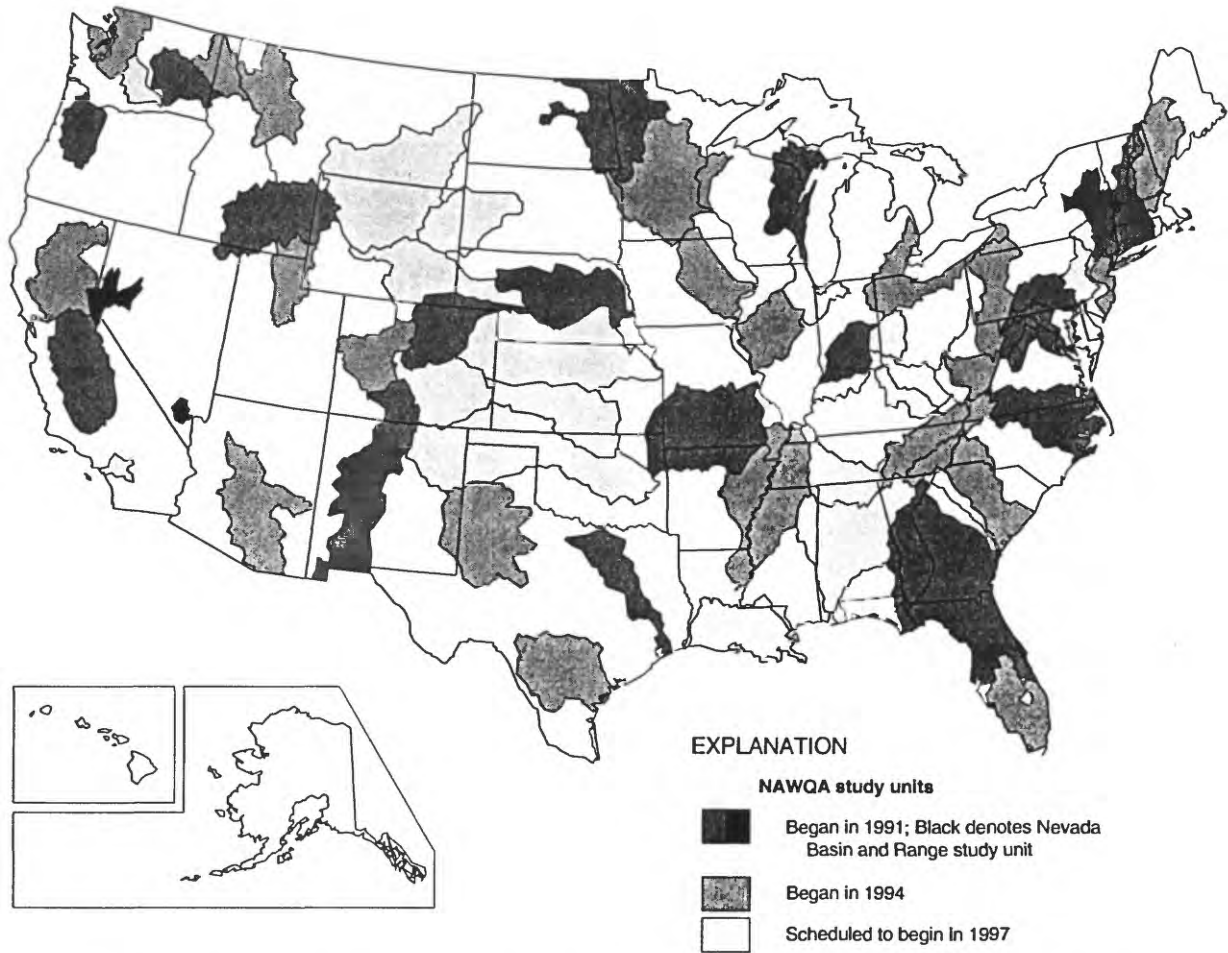 EXPLANATION
NAWQA study units
Began in 1991; Black denotes Nevada
Basin and Range study unit
Began in 1994
Scheduled to begin in 1997